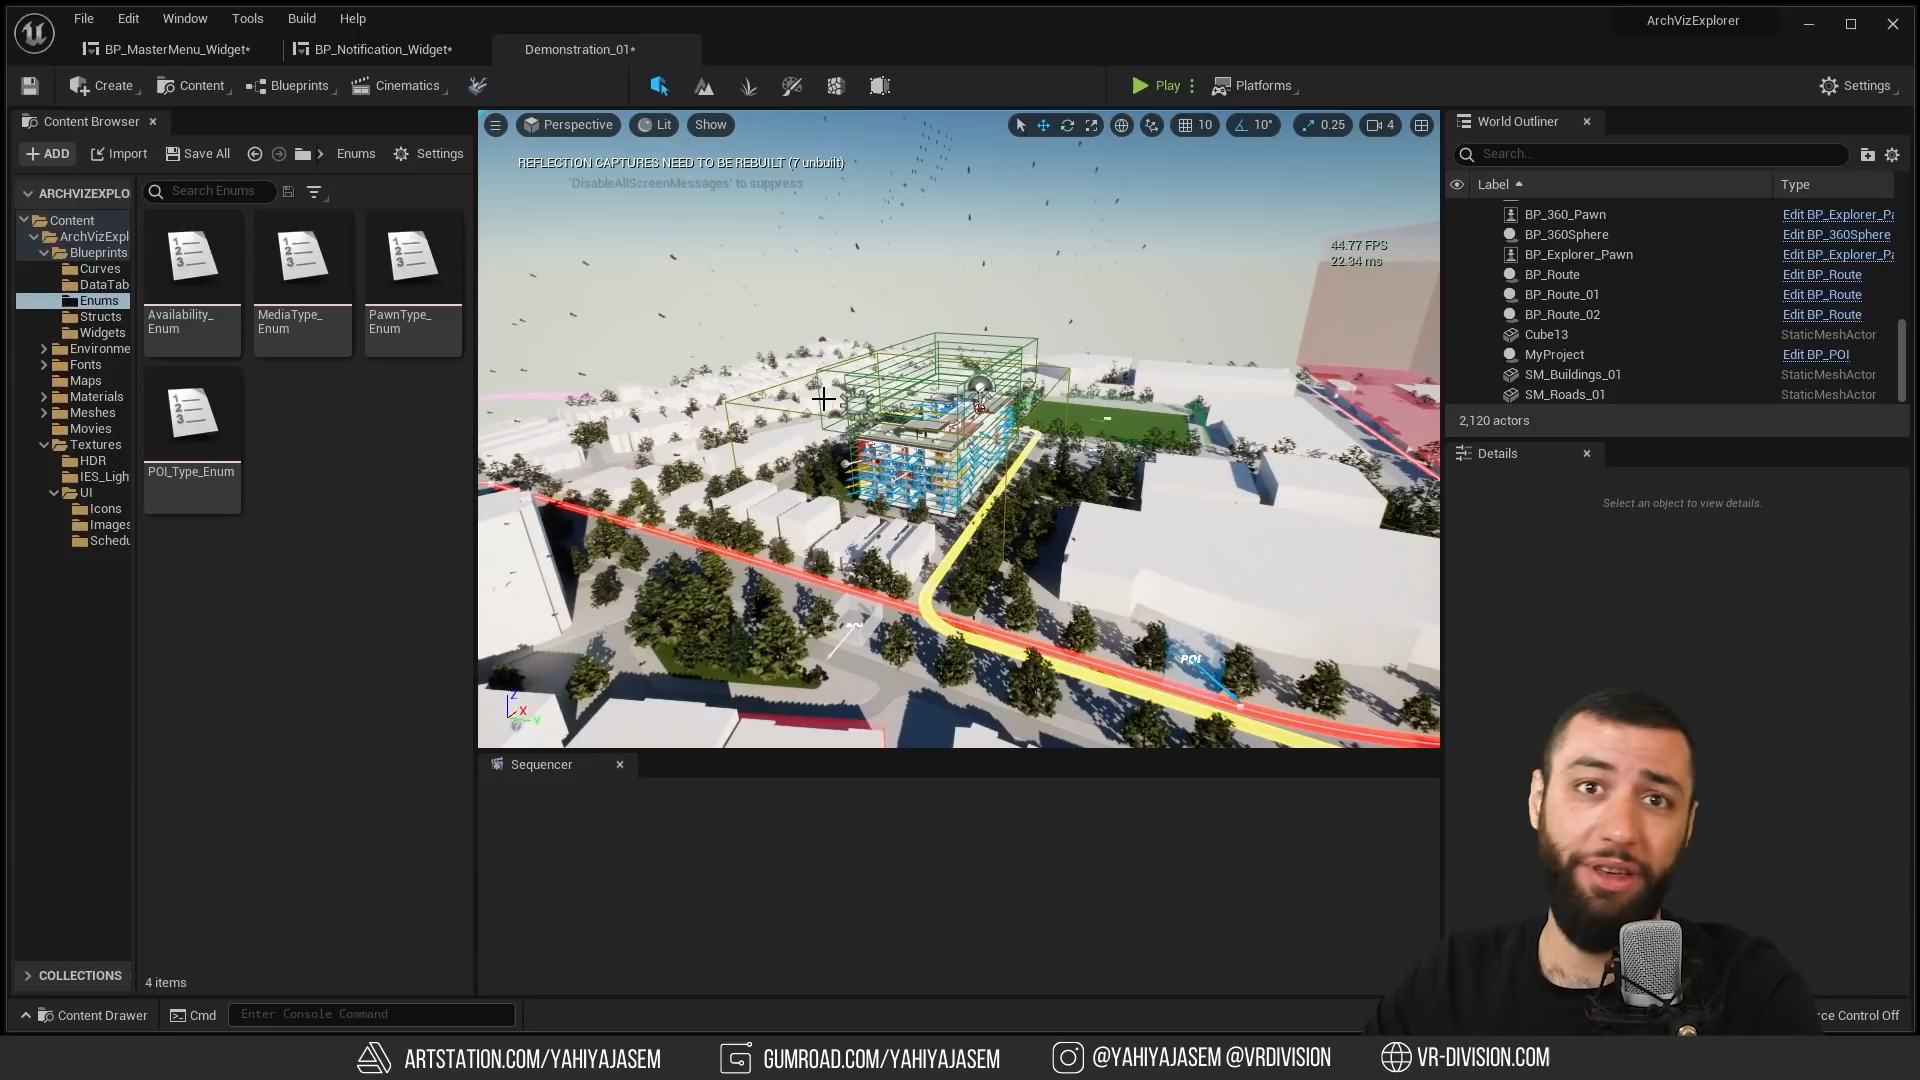 File Edit Window Tools Build Help
ArchVizExplorer
BP_MasterMenu_Widget*
BP_Notification_Widget*
Demonstration_01*
Create
Content
Blueprints
Cinematics
Play
Platforms
Settings
Content Browser
ADD
Import
Save All
Enums
Settings
ARCHVIZEXPLO
Search Enums
Content
ArchVizExpl
Blueprints
Curves
DataTab
Enums
Structs
Widgets
Environme
Fonts
Maps
Materials
Meshes
Movies
Textures
HDR
IES_Ligh
UI
Icons
Images
Schedu
COLLECTIONS
Availability_
Enum
MediaType_
Enum
PawnType_
Enum
POI_Type_Enum
4 items
Perspective
Lit
Show
10
10°
0.25
4
REFLECTION CAPTURES NEED TO BE REBUILT (7 unbuilt)
'DisableAllScreenMessages' to suppress
44.77 FPS
22.34 ms
POI
Z
X
Y
Sequencer
World Outliner
Search...
Label
Type
BP_360_Pawn Edit BP_Explorer_Pa
BP_360Sphere Edit BP_360Sphere
BP_Explorer_Pawn Edit BP_Explorer_Pa
BP_Route Edit BP_Route
BP_Route_01 Edit BP_Route
BP_Route_02 Edit BP_Route
Cube13 StaticMeshActor
MyProject Edit BP_POI
SM_Buildings_01 StaticMeshActor
SM_Roads_01 StaticMeshActor
2,120 actors
Details
Select an object to view details.
Content Drawer
Cmd
Enter Console Command
rce Control Off
ARTSTATION.COM/YAHIYAJASEM
GUMROAD.COM/YAHIYAJASEM
@YAHIYAJASEM @VRDIVISION
VR-DIVISION.COM